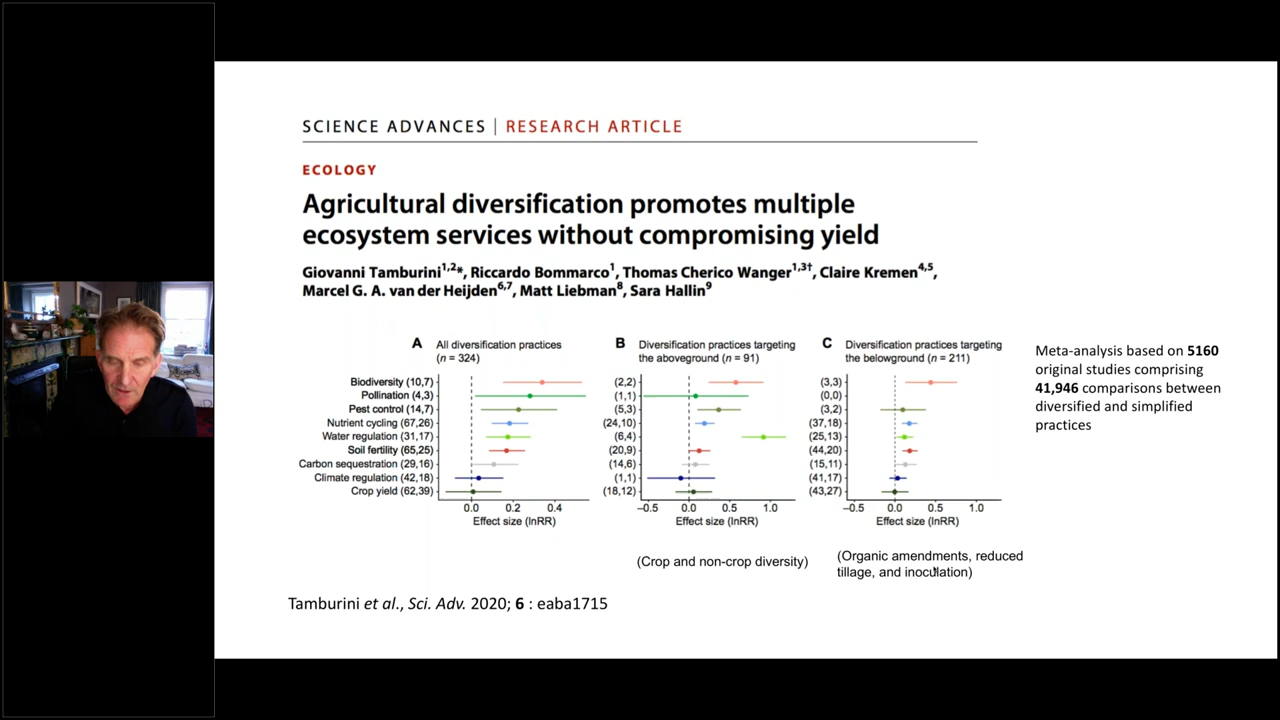 SCIENCE ADVANCES | RESEARCH ARTICLE
ECOLOGY
Agricultural diversification promotes multiple
ecosystem services without compromising yield
Giovanni Tamburini1,2*, Riccardo Bommarco1, Thomas Cherico Wanger1,3†, Claire Kremen4,5,
Marcel G. A. van der Heijden6,7, Matt Liebman8, Sara Hallin9
A All diversification practices
(n = 324)
Biodiversity (10,7)
Pollination (4,3)
Pest control (14,7)
Nutrient cycling (67,26)
Water regulation (31,17)
Soil fertility (65,25)
Carbon sequestration (29,16)
Climate regulation (42,18)
Crop yield (62,39)
0.0 0.2 0.4
Effect size (lnRR)
B Diversification practices targeting
the aboveground (n = 91)
(2,2)
(1,1)
(5,3)
(24,10)
(6,4)
(20,9)
(14,6)
(1,1)
(18,12)
−0.5 0.0 0.5 1.0
Effect size (lnRR)
(Crop and non-crop diversity)
C Diversification practices targeting
the belowground (n = 211)
(3,3)
(0,0)
(3,2)
(37,18)
(25,13)
(44,20)
(15,11)
(41,17)
(43,27)
−0.5 0.0 0.5 1.0
Effect size (lnRR)
(Organic amendments, reduced
tillage, and inoculation)
Meta-analysis based on 5160
original studies comprising
41,946 comparisons between
diversified and simplified
practices
Tamburini et al., Sci. Adv. 2020; 6 : eaba1715